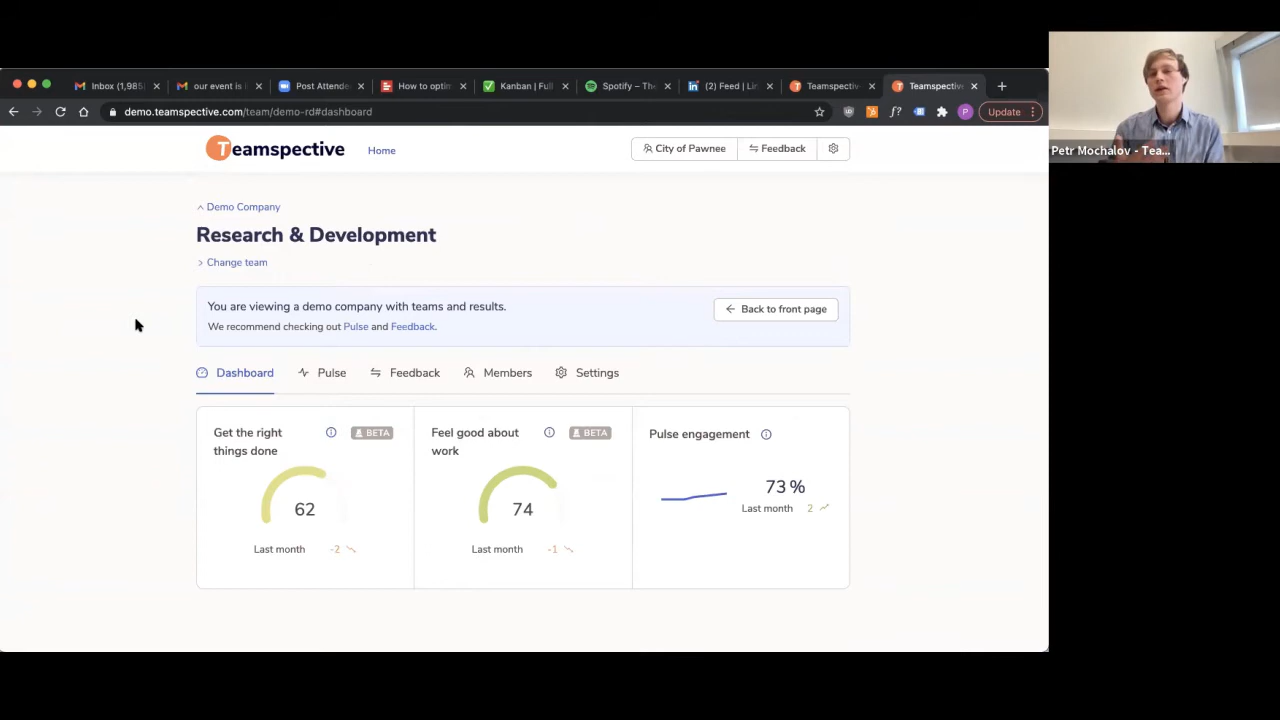 Inbox (1,985)
our event is
Post Attende
How to optin
Kanban | Full
Spotify – The
(2) Feed | Lin
Teamspective
Teamspective
demo.teamspective.com/team/demo-rd#dashboard
f?
P
Update
Teamspective
Home
City of Pawnee
Feedback
Petr Mochalov - Tea...
Demo Company
Research & Development
Change team
You are viewing a demo company with teams and results.
Back to front page
We recommend checking out Pulse and Feedback.
Dashboard
Pulse
Feedback
Members
Settings
Get the right
things done
BETA
62
Last month -2
Feel good about
work
BETA
74
Last month -1
Pulse engagement
73 %
Last month 2